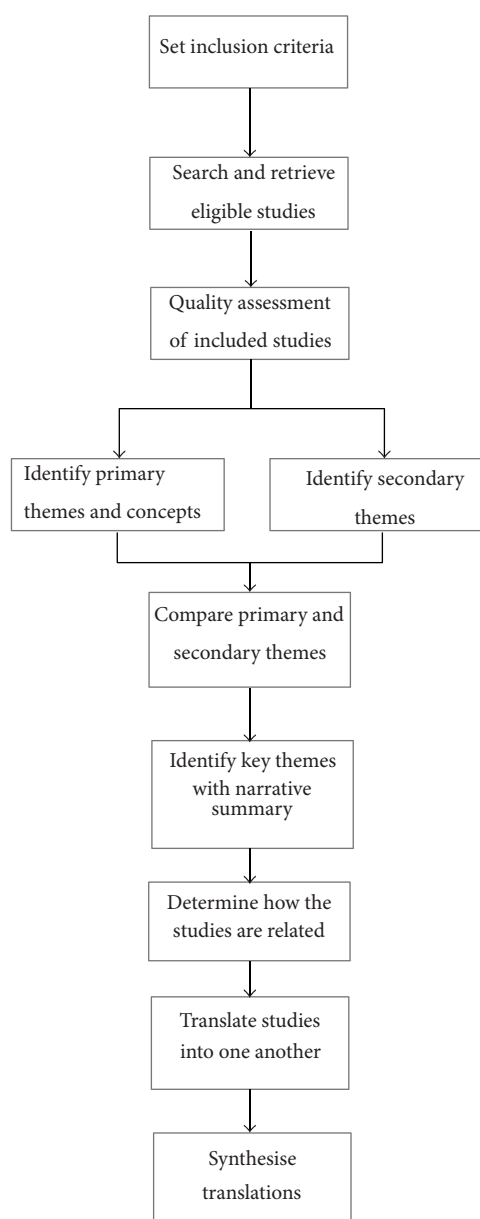 Set inclusion criteria
Search and retrieve
eligible studies
Quality assessment
of included studies
Identify primary
themes and concepts
Identify secondary
themes
Compare primary and
secondary themes
Identify key themes
with narrative
summary
Determine how the
studies are related
Translate studies
into one another
Synthesise
translations